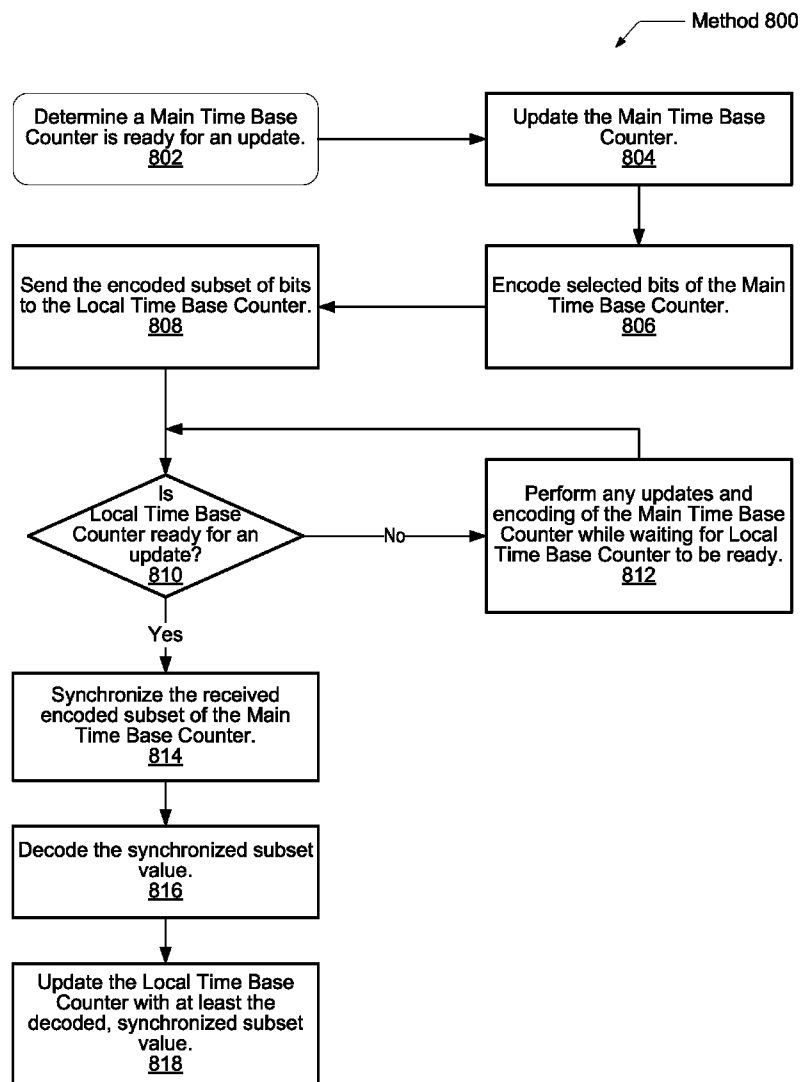 Method 800
Determine a Main Time Base
Counter is ready for an update.
802
Update the Main Time Base
Counter.
804
Encode selected bits of the Main
Time Base Counter.
806
Send the encoded subset of bits
to the Local Time Base Counter.
808
Is
Local Time Base
Counter ready for an
update?
810
No
Perform any updates and
encoding of the Main Time Base
Counter while waiting for Local
Time Base Counter to be ready.
812
Yes
Synchronize the received
encoded subset of the Main
Time Base Counter.
814
Decode the synchronized subset
value.
816
Update the Local Time Base
Counter with at least the
decoded, synchronized subset
value.
818